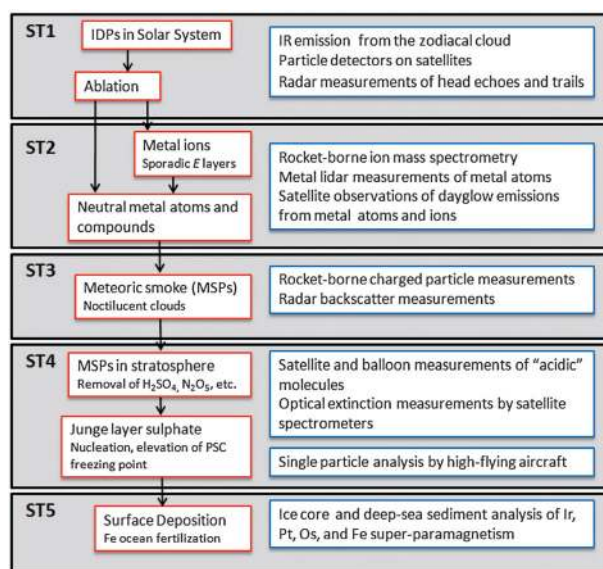 ST1
IDPs in Solar System
Ablation
IR emission from the zodiacal cloud
Particle detectors on satellites
Radar measurements of head echoes and trails
ST2
Metal ions
Sporadic E layers
Neutral metal atoms and
compounds
Rocket-borne ion mass spectrometry
Metal lidar measurements of metal atoms
Satellite observations of dayglow emissions
from metal atoms and ions
ST3
Meteoric smoke (MSPs)
Noctilucent clouds
Rocket-borne charged particle measurements
Radar backscatter measurements
ST4
MSPs in stratosphere
Removal of H₂SO₄, N₂O₅, etc.
Junge layer sulphate
Nucleation, elevation of PSC
freezing point
Satellite and balloon measurements of “acidic”
molecules
Optical extinction measurements by satellite
spectrometers
Single particle analysis by high-flying aircraft
ST5
Surface Deposition
Fe ocean fertilization
Ice core and deep-sea sediment analysis of Ir,
Pt, Os, and Fe super-paramagnetism